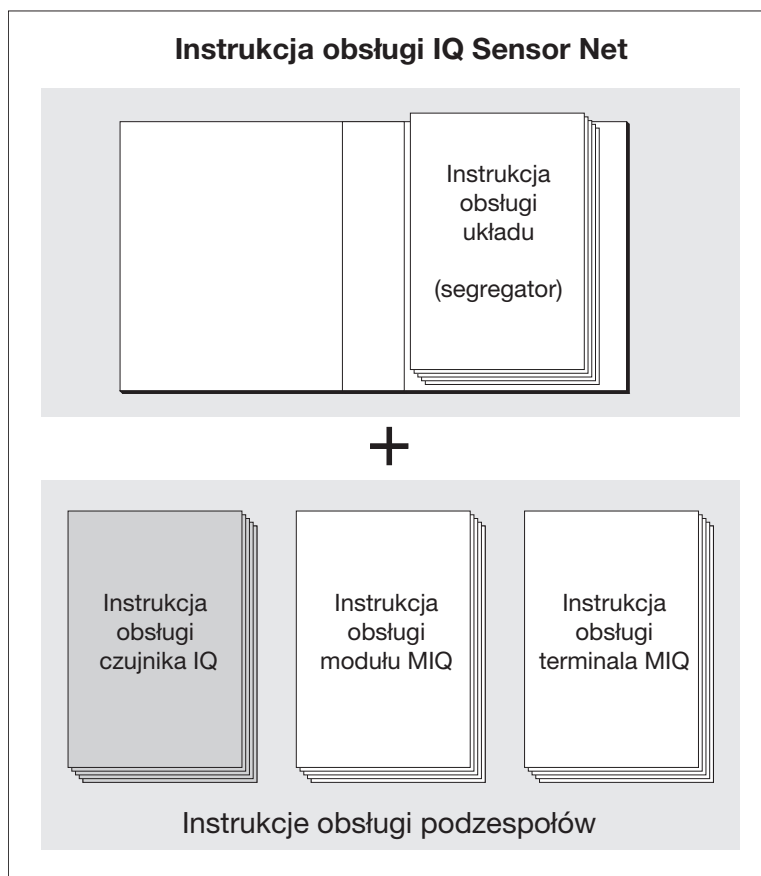 Instrukcja obsługi IQ Sensor Net
Instrukcja
obsługi
układu
(segregator)
+
Instrukcja
obsługi
czujnika IQ
Instrukcja
obsługi
modułu MIQ
Instrukcja
obsługi
terminala MIQ
Instrukcje obsługi podzespołów